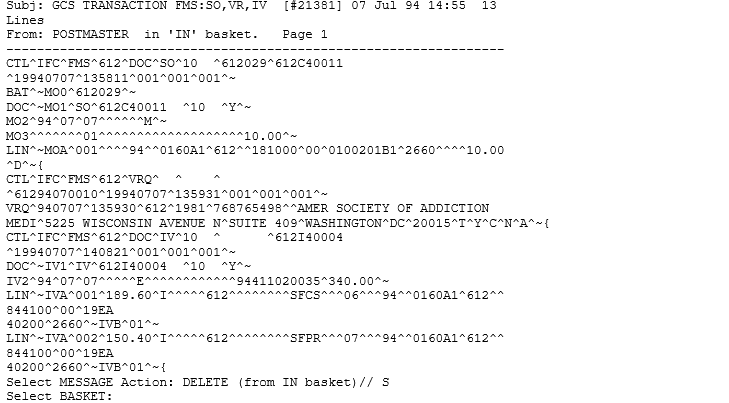 Subj: GCS TRANSACTION FMS:SO,VR,IV  [#21381] 07 Jul 94 14:55  13
Lines
From: POSTMASTER  in 'IN' basket.   Page 1
-----------------------------------------------------------------
CTL^IFC^FMS^612^DOC^SO^10  ^612029^612C40011
^19940707^135811^001^001^001^~
BAT^~MO0^612029^~
DOC^~MO1^SO^612C40011  ^10  ^Y^~
MO2^94^07^07^^^^^^M^~
MO3^^^^^^^01^^^^^^^^^^^^^^^^^^^10.00^~
LIN^~MOA^001^^^^94^^0160A1^612^^181000^00^0100201B1^2660^^^^10.00
^D^~{
CTL^IFC^FMS^612^VRQ^  ^    ^
^61294070010^19940707^135931^001^001^001^~
VRQ^940707^135930^612^1981^768765498^^AMER SOCIETY OF ADDICTION
MEDI^5225 WISCONSIN AVENUE N^SUITE 409^WASHINGTON^DC^20015^T^Y^C^N^A^~{
CTL^IFC^FMS^612^DOC^IV^10  ^      ^612I40004
^19940707^140821^001^001^001^~
DOC^~IV1^IV^612I40004  ^10  ^Y^~
IV2^94^07^07^^^^^E^^^^^^^^^^^^94411020035^340.00^~
LIN^~IVA^001^189.60^I^^^^^612^^^^^^^^SFCS^^^06^^^94^^0160A1^612^^
844100^00^19EA
40200^2660^~IVB^01^~
LIN^~IVA^002^150.40^I^^^^^612^^^^^^^^SFPR^^^07^^^94^^0160A1^612^^
844100^00^19EA
40200^2660^~IVB^01^~{
Select MESSAGE Action: DELETE (from IN basket)// S
Select BASKET: